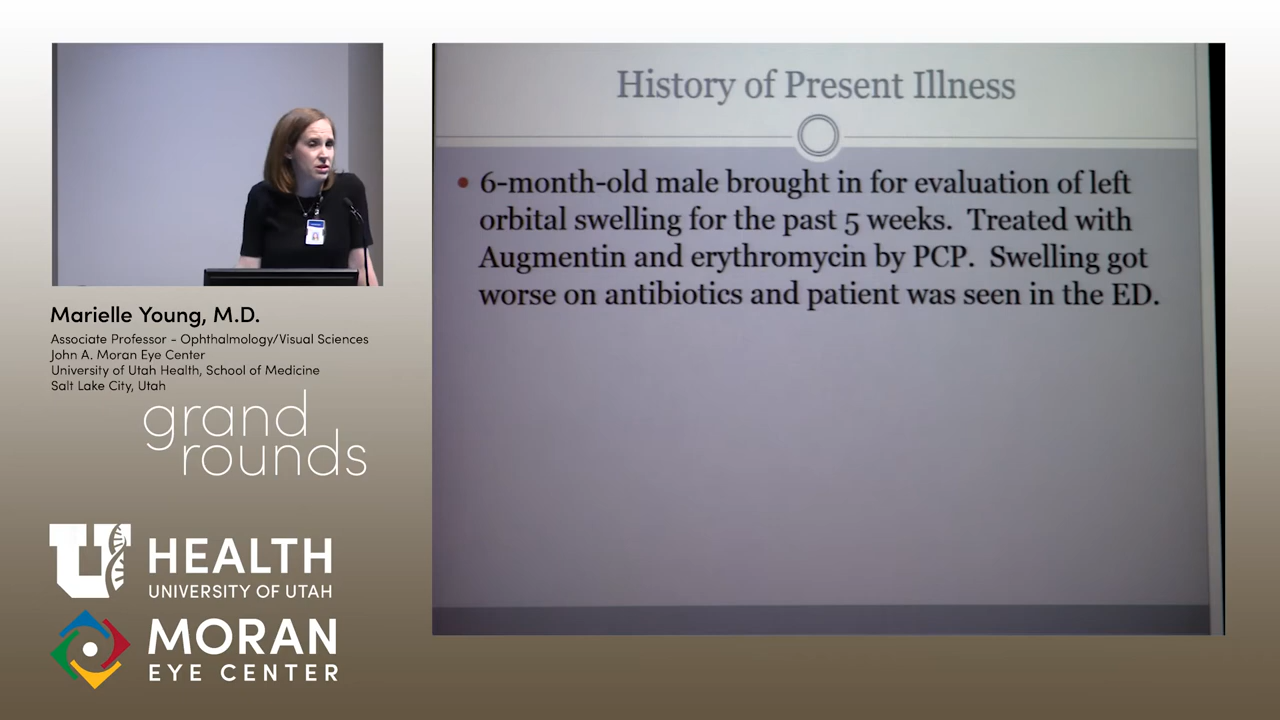 History of Present Illness
• 6-month-old male brought in for evaluation of left
orbital swelling for the past 5 weeks.  Treated with
Augmentin and erythromycin by PCP.  Swelling got
worse on antibiotics and patient was seen in the ED.
Marielle Young, M.D.
Associate Professor - Ophthalmology/Visual Sciences
John A. Moran Eye Center
University of Utah Health, School of Medicine
Salt Lake City, Utah
grand
rounds
U HEALTH
UNIVERSITY OF UTAH
MORAN
EYE CENTER